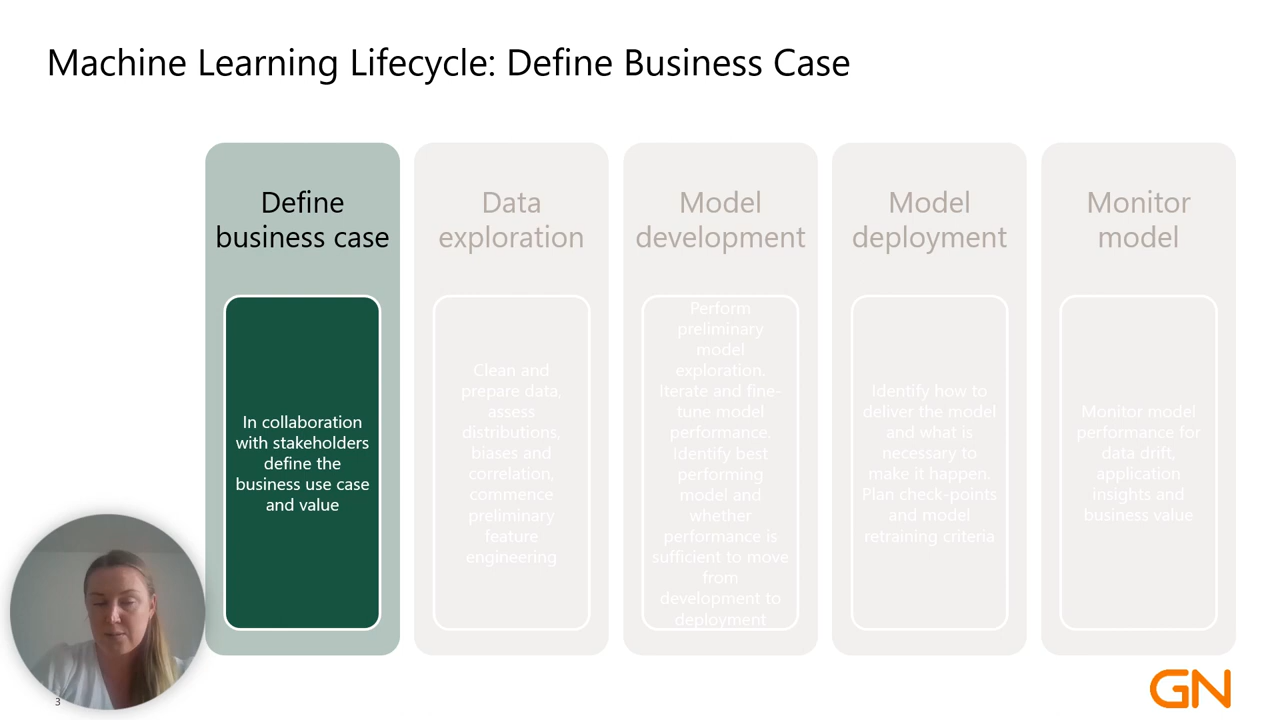 Machine Learning Lifecycle: Define Business Case
Define
business case
In collaboration
with stakeholders
define the
business use case
and value
Data
exploration
Clean and
prepare data,
assess
distributions,
biases and
correlation,
commence
preliminary
feature
engineering
Model
development
Perform
preliminary
model
exploration.
Iterate and fine-
tune model
performance.
Identify best
performing
model and
whether
performance is
sufficient to move
from
development to
deployment
Model
deployment
Identify how to
deliver the model
and what is
necessary to
make it happen.
Plan check-points
and model
retraining criteria
Monitor
model
Monitor model
performance for
data drift,
application
insights and
business value
3
GN